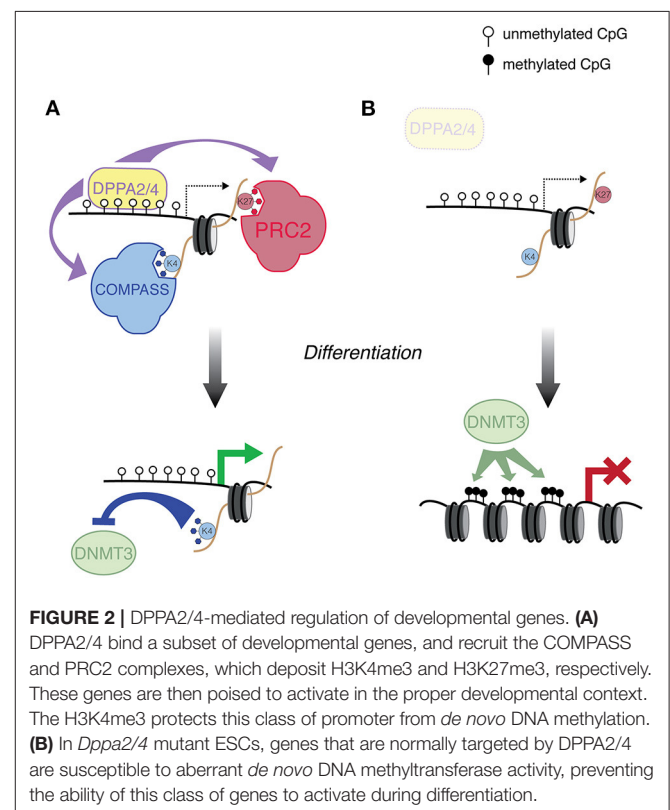 unmethylated CpG
methylated CpG
A
B
DPPA2/4
DPPA2/4
K27
PRC2
K4
COMPASS
K27
K4
Differentiation
DNMT3
K4
DNMT3
FIGURE 2 | DPPA2/4-mediated regulation of developmental genes. (A)
DPPA2/4 bind a subset of developmental genes, and recruit the COMPASS
and PRC2 complexes, which deposit H3K4me3 and H3K27me3, respectively.
These genes are then poised to activate in the proper developmental context.
The H3K4me3 protects this class of promoter from de novo DNA methylation.
(B) In Dppa2/4 mutant ESCs, genes that are normally targeted by DPPA2/4
are susceptible to aberrant de novo DNA methyltransferase activity, preventing
the ability of this class of genes to activate during differentiation.